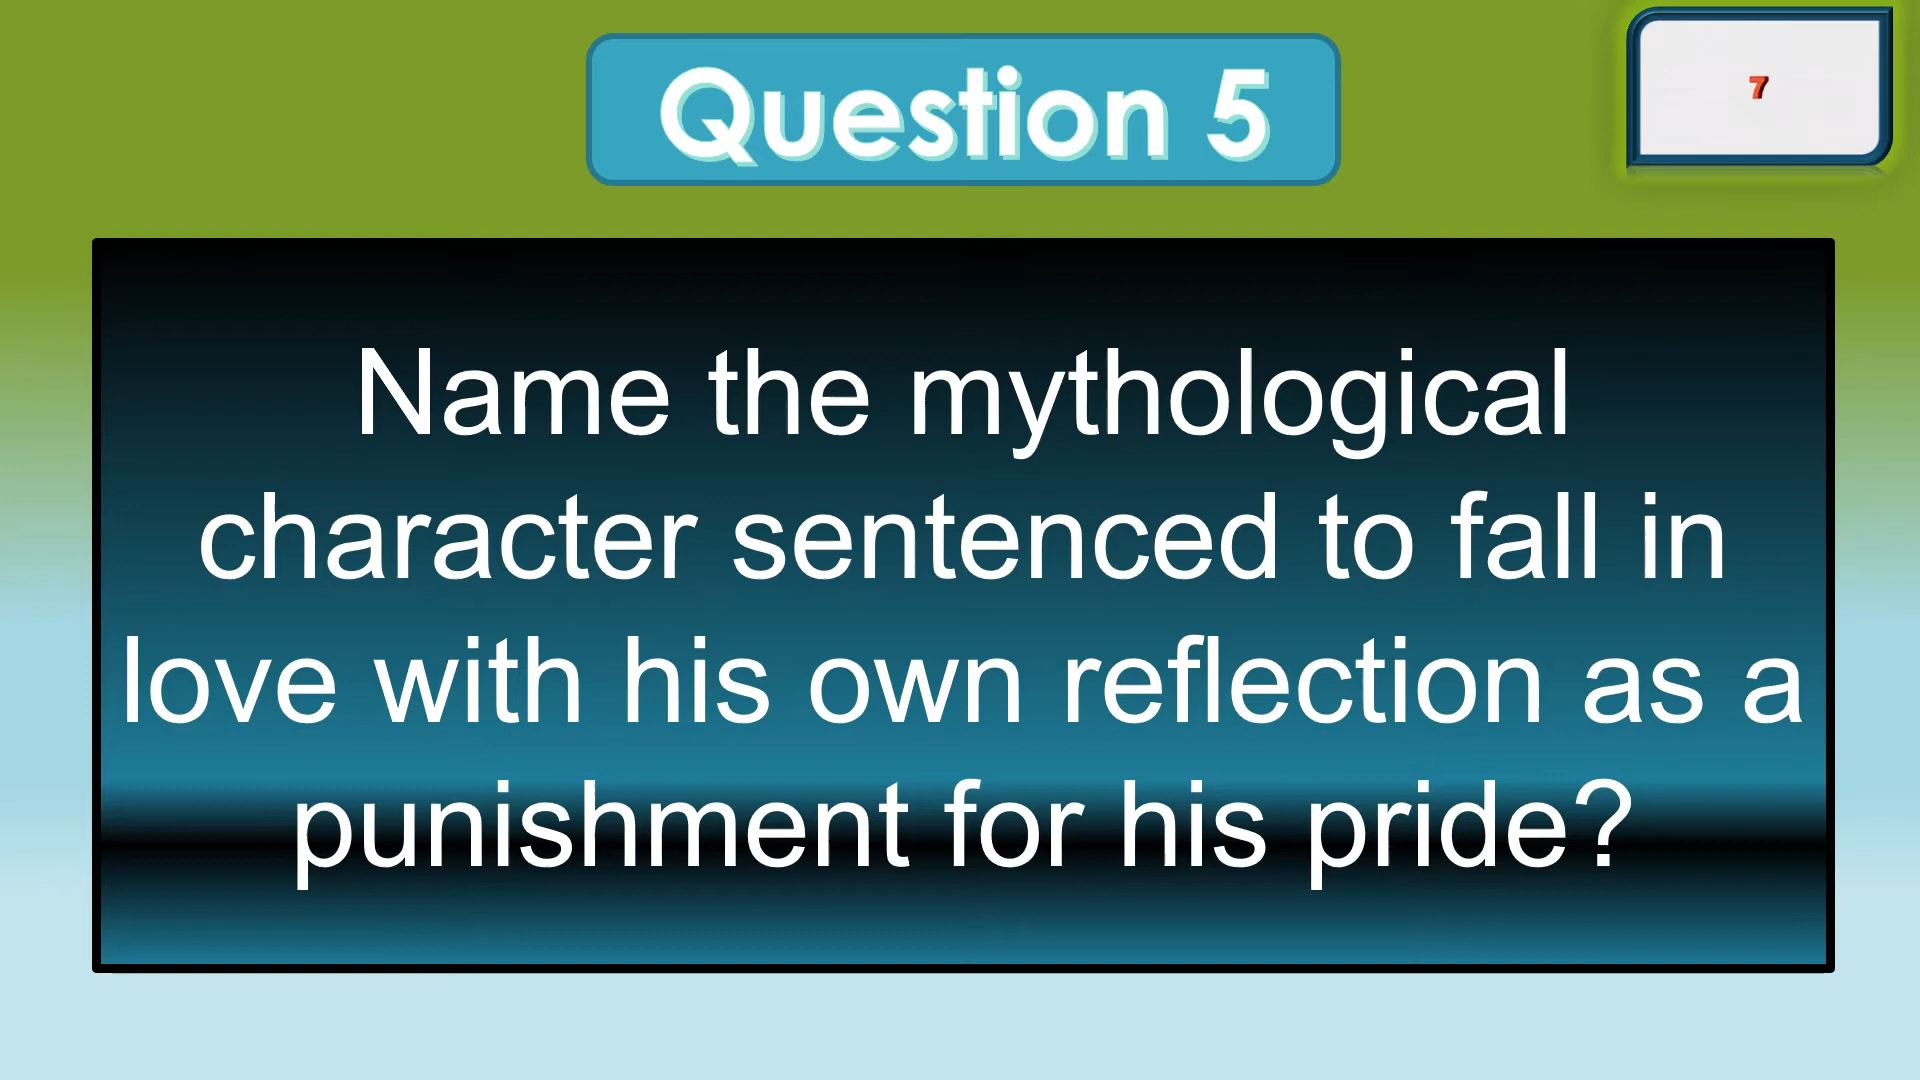 Question 5
7
Name the mythological
character sentenced to fall in
love with his own reflection as a
punishment for his pride?